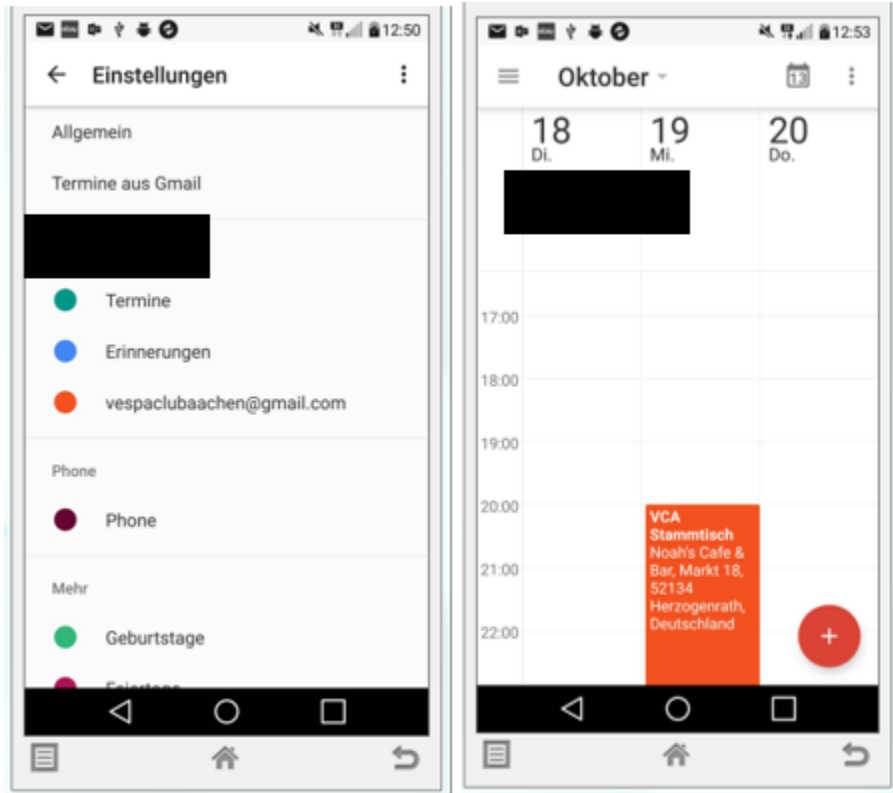 12:50
Einstellungen
Allgemein
Termine aus Gmail
Termine
Erinnerungen
vespaclubaachen@gmail.com
Phone
Phone
Mehr
Geburtstage
12:53
Oktober
13
18
Di.
19
Mi.
20
Do.
17:00
18:00
19:00
20:00
21:00
22:00
VCA
Stammtisch
Noah's Cafe &
Bar, Markt 18,
52134
Herzogenrath,
Deutschland